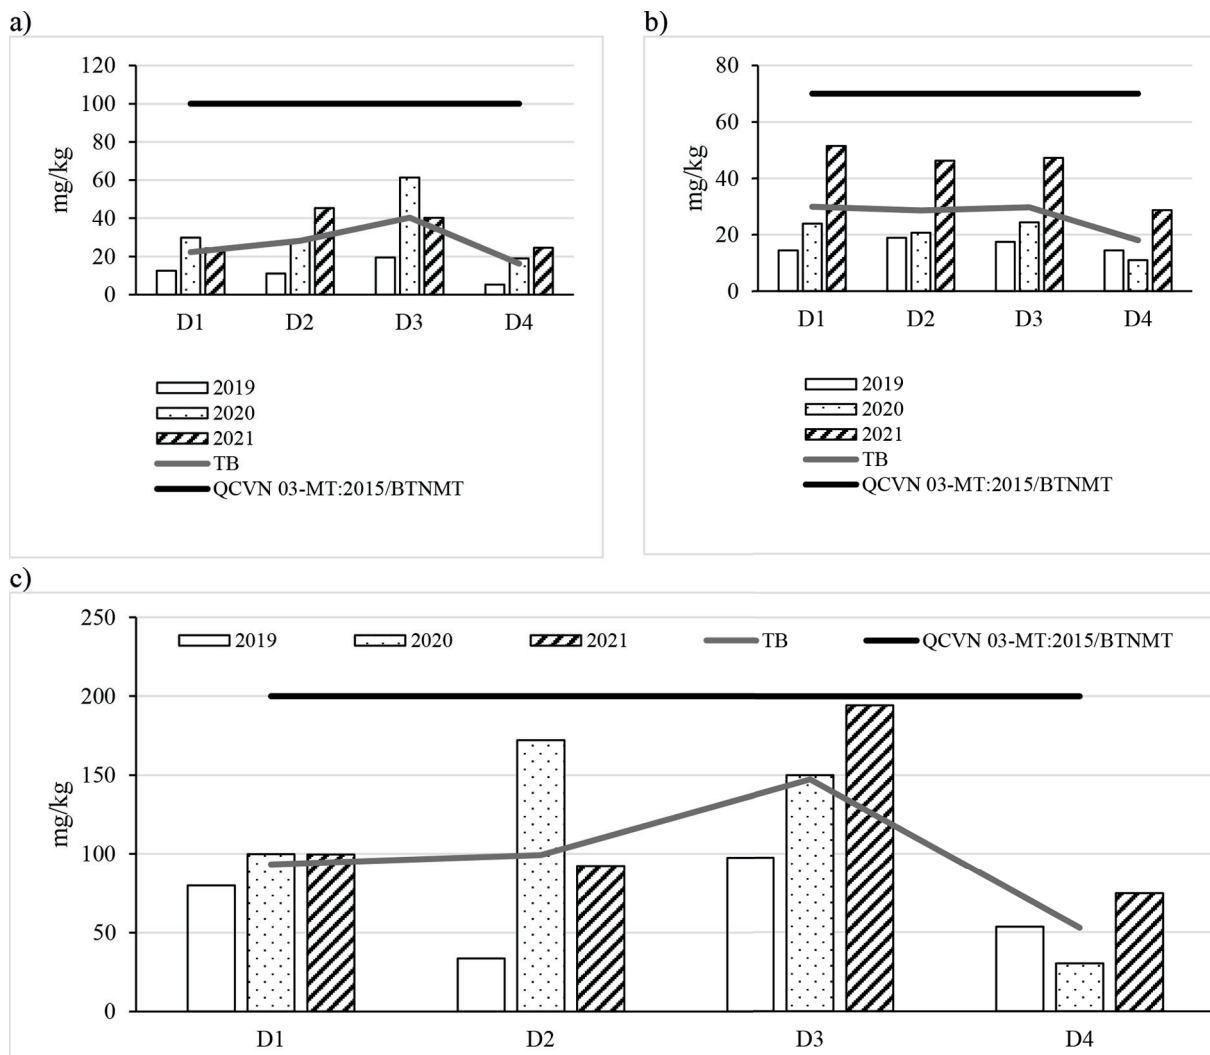 a)
120
100
80
60
40
20
0
mg/kg
D1 D2 D3 D4
2019
2020
2021
TB
QCVN 03-MT:2015/BTNMT
b)
80
60
40
20
0
mg/kg
D1 D2 D3 D4
2019
2020
2021
TB
QCVN 03-MT:2015/BTNMT
c)
250
2019 2020 2021 TB QCVN 03-MT:2015/BTNMT
200
150
100
50
0
mg/kg
D1 D2 D3 D4